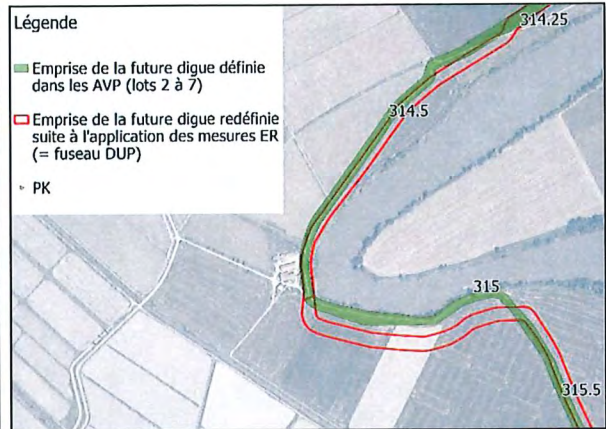 Légende
Emprise de la future digue définie
dans les AVP (lots 2 à 7)
Emprise de la future digue redéfinie
suite à l'application des mesures ER
(= fuseau DUP)
PK
314.25
314.5
315
315.5